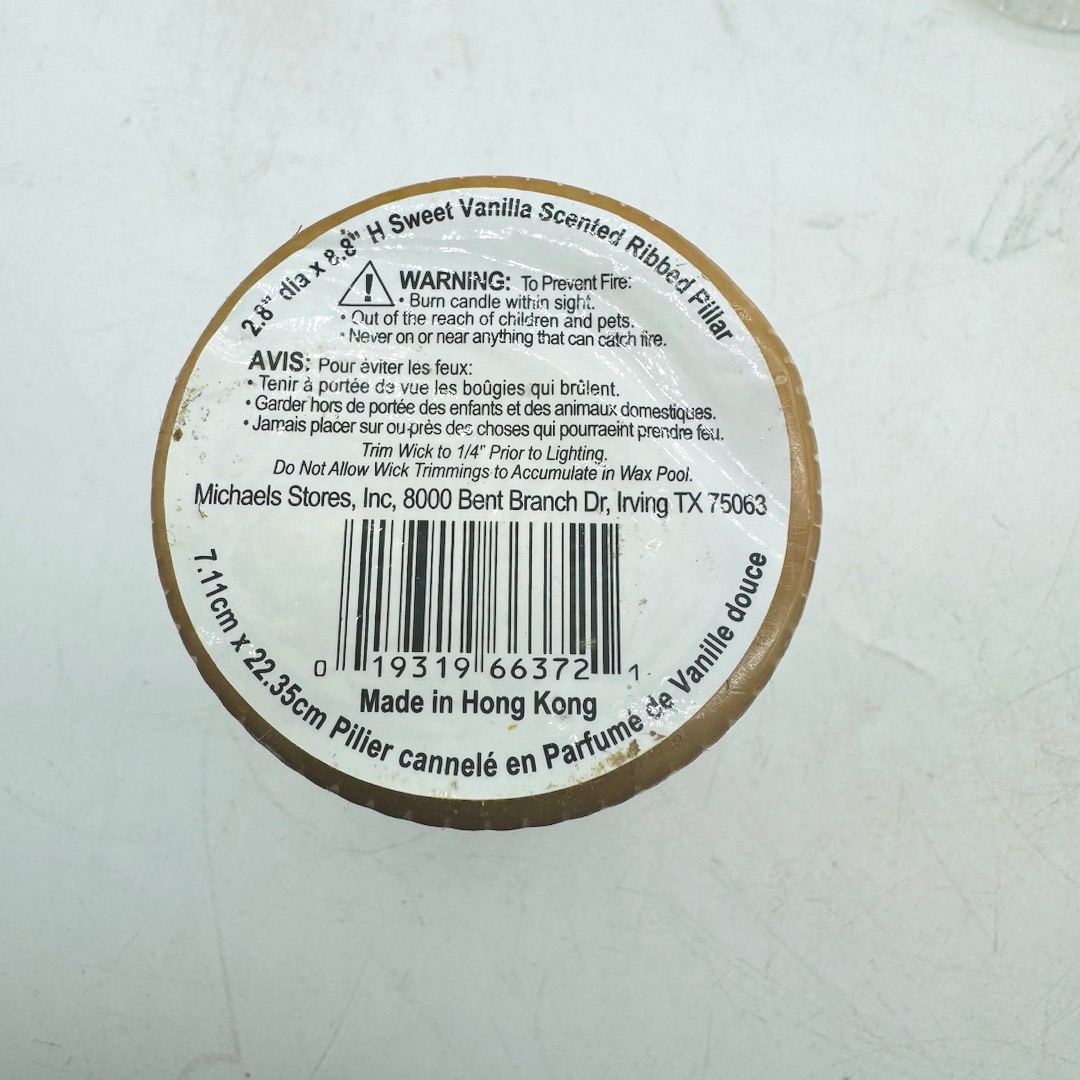 2.8" dia x 8.8" H Sweet Vanilla Scented Ribbed Pillar
WARNING: To Prevent Fire:
• Burn candle within sight.
• Out of the reach of children and pets.
• Never on or near anything that can catch fire.
AVIS: Pour éviter les feux:
• Tenir à portée de vue les boûgies qui brûlent.
• Garder hors de portée des enfants et des animaux domestiques.
• Jamais placer sur ou près des choses qui pourraeint prendre feu.
Trim Wick to 1/4" Prior to Lighting.
Do Not Allow Wick Trimmings to Accumulate in Wax Pool.
Michaels Stores, Inc, 8000 Bent Branch Dr, Irving TX 75063
0 19319 66372 1
Made in Hong Kong
7.11cm x 22.35cm Pilier cannelé en Parfumé de Vanille douce